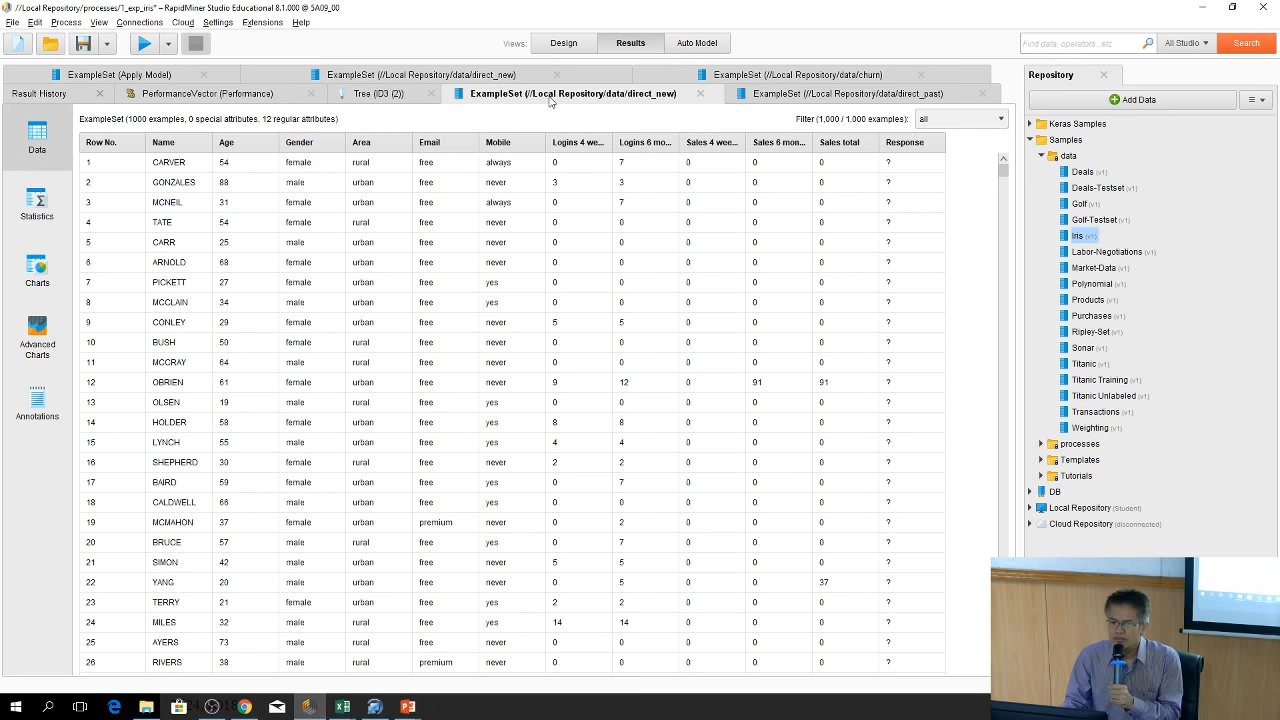 //Local Repository/processes/1_exp_iris* – RapidMiner Studio Educational 8.1.000 @ SA09_00
File Edit Process View Connections Cloud Settings Extensions Help
Views: Design Results Auto Model Find data, operators...etc All Studio Search
ExampleSet (Apply Model) ExampleSet (//Local Repository/data/direct_new) ExampleSet (//Local Repository/data/churn)
Result History PerformanceVector (Performance) Tree (ID3 (2)) ExampleSet (//Local Repository/data/direct_new) ExampleSet (//Local Repository/data/direct_past)
ExampleSet (1000 examples, 0 special attributes, 12 regular attributes) Filter (1,000 / 1,000 examples): all
Row No. Name Age Gender Area Email Mobile Logins 4 we... Logins 6 mo... Sales 4 wee... Sales 6 mon... Sales total Response
1 CARVER 54 female rural free always 0 7 0 0 0 ?
2 GONZALES 88 male urban free never 3 3 0 0 0 ?
3 MCNEIL 31 female urban free always 0 7 0 0 0 ?
4 TATE 54 female rural free never 0 0 0 0 0 ?
5 CARR 25 male urban free never 0 0 0 0 0 ?
6 ARNOLD 68 female urban free never 0 0 0 0 0 ?
7 PICKETT 27 female urban free yes 0 0 0 0 0 ?
8 MCCLAIN 34 male urban free yes 0 0 0 0 0 ?
9 CONLEY 29 female urban free never 5 5 0 0 0 ?
10 BUSH 50 female rural free never 0 0 0 0 0 ?
11 MCCRAY 64 male rural free yes 0 0 0 0 0 ?
12 OBRIEN 61 female urban free never 9 12 0 91 91 ?
13 OLSEN 19 male rural free yes 0 0 0 0 0 ?
14 HOLDER 58 female urban free yes 8 8 0 0 0 ?
15 LYNCH 55 male urban free yes 4 4 0 0 0 ?
16 SHEPHERD 30 female rural free never 2 2 0 0 0 ?
17 BAIRD 59 female urban free yes 0 7 0 0 0 ?
18 CALDWELL 66 male urban free yes 0 0 0 0 0 ?
19 MCMAHON 37 female urban premium never 0 2 0 0 0 ?
20 BRUCE 57 male rural free yes 0 7 0 0 0 ?
21 SIMON 42 male urban free never 5 5 0 0 0 ?
22 YANG 20 male urban free never 0 5 0 0 37 ?
23 TERRY 21 female urban free yes 2 2 0 0 0 ?
24 MILES 32 male rural free yes 14 14 0 0 0 ?
25 AYERS 73 male rural free never 0 0 0 0 0 ?
26 RIVERS 38 male rural premium never 0 0 0 0 0 ?
Data
Statistics
Charts
Advanced
Charts
Annotations
Repository
Add Data
Keras Samples
Samples
data
Deals (v1)
Deals-Testset (v1)
Golf (v1)
Golf-Testset (v1)
Iris (v1)
Labor-Negotiations (v1)
Market-Data (v1)
Polynomial (v1)
Products (v1)
Purchases (v1)
Ripley-Set (v1)
Sonar (v1)
Titanic (v1)
Titanic Training (v1)
Titanic Unlabeled (v1)
Transactions (v1)
Weighting (v1)
processes
Templates
Tutorials
DB
Local Repository (Student)
Cloud Repository (disconnected)